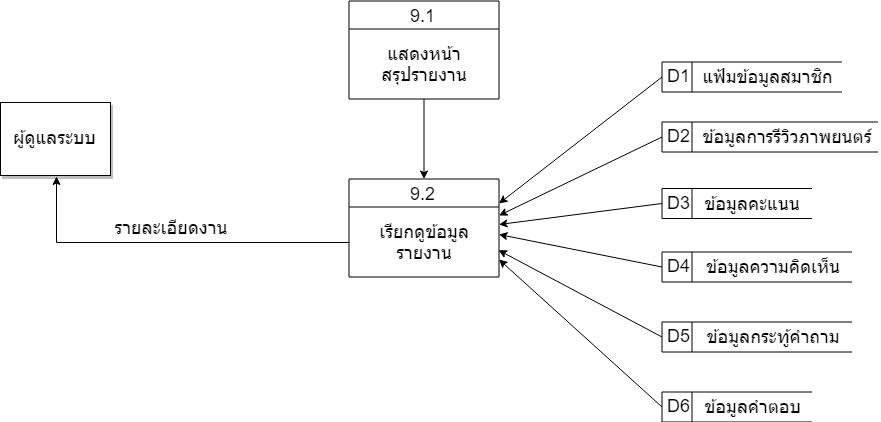 9.1
แสดงหน้า
สรุปรายงาน
D1 แฟ้มข้อมูลสมาชิก
ผู้ดูแลระบบ
D2 ข้อมูลการรีวิวภาพยนตร์
9.2
D3 ข้อมูลคะแนน
รายละเอียดงาน
เรียกดูข้อมูล
รายงาน
D4 ข้อมูลความคิดเห็น
D5 ข้อมูลกระทู้คำถาม
D6 ข้อมูลคำตอบ